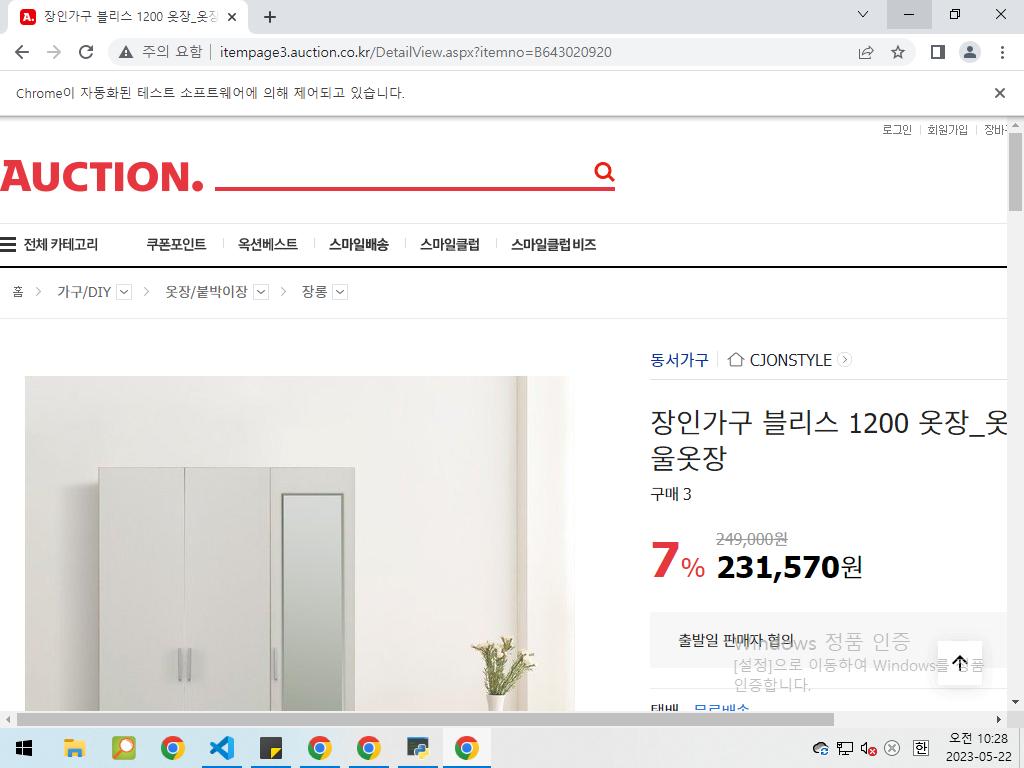 장인가구 블리스 1200 옷장_옷장
주의 요함 itempage3.auction.co.kr/DetailView.aspx?itemno=B643020920
Chrome이 자동화된 테스트 소프트웨어에 의해 제어되고 있습니다.
로그인 회원가입 장바
AUCTION.
전체 카테고리 쿠폰포인트 옥션베스트 스마일배송 스마일클럽 스마일클럽 비즈
홈 가구/DIY 옷장/붙박이장 장롱
동서가구 CJONSTYLE
장인가구 블리스 1200 옷장_옷
울옷장
구매 3
249,000원
7% 231,570원
출발일 판매자 협의
Windows 정품 인증
[설정]으로 이동하여 Windows를 정품
인증합니다.
택배 무료배송
한
오전 10:28
2023-05-22